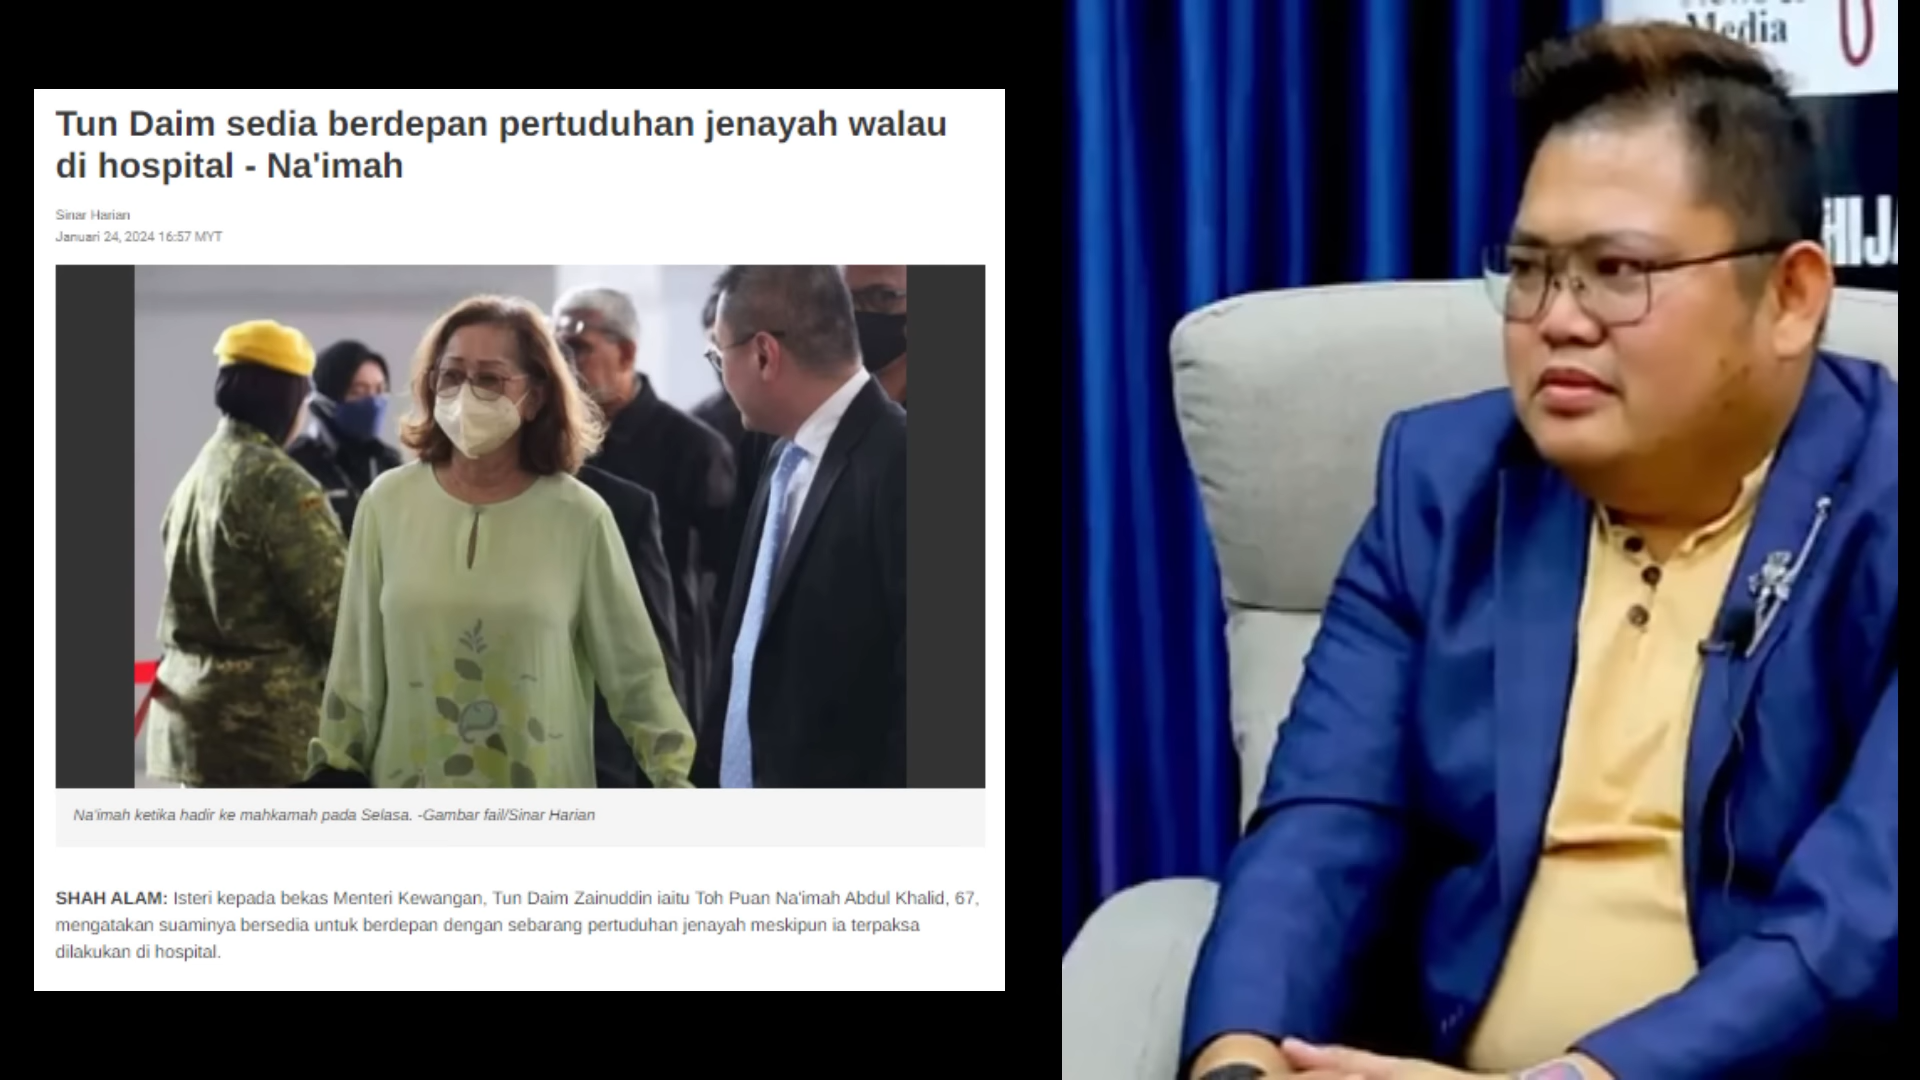 Tun Daim sedia berdepan pertuduhan jenayah walau
di hospital - Na'imah
Sinar Harian
Januari 24, 2024 16:57 MYT
Na'imah ketika hadir ke mahkamah pada Selasa. -Gambar fail/Sinar Harian
SHAH ALAM: Isteri kepada bekas Menteri Kewangan, Tun Daim Zainuddin iaitu Toh Puan Na'imah Abdul Khalid, 67,
mengatakan suaminya bersedia untuk berdepan dengan sebarang pertuduhan jenayah meskipun ia terpaksa
dilakukan di hospital.
Media